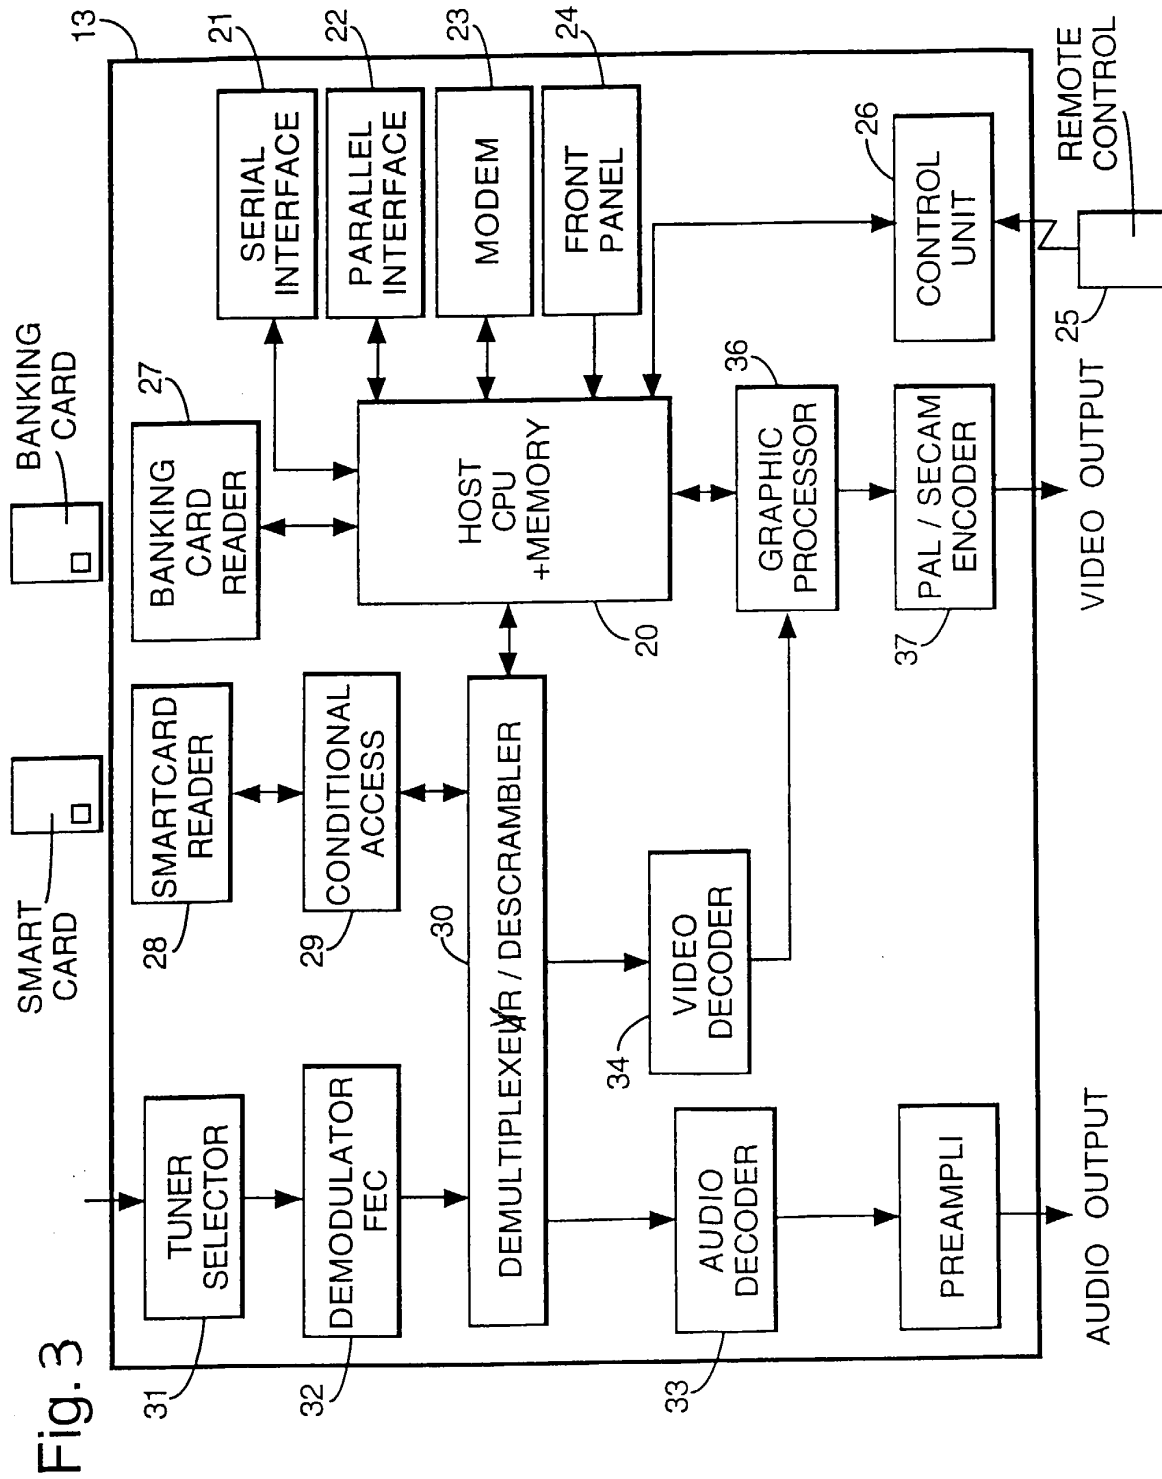 Fig. 3
SMART
CARD
BANKING
CARD
13
31
TUNER
SELECTOR
28
SMARTCARD
READER
27
BANKING
CARD
READER
21
SERIAL
INTERFACE
22
PARALLEL
INTERFACE
23
MODEM
24
FRONT
PANEL
32
DEMODULATOR
FEC
29
CONDITIONAL
ACCESS
HOST
CPU
+MEMORY
20
30
DEMULTIPLEXEUR / DESCRAMBLER
33
AUDIO
DECODER
34
VIDEO
DECODER
36
GRAPHIC
PROCESSOR
26
CONTROL
UNIT
PREAMPLI
37
PAL / SECAM
ENCODER
25
REMOTE
CONTROL
AUDIO OUTPUT
VIDEO OUTPUT